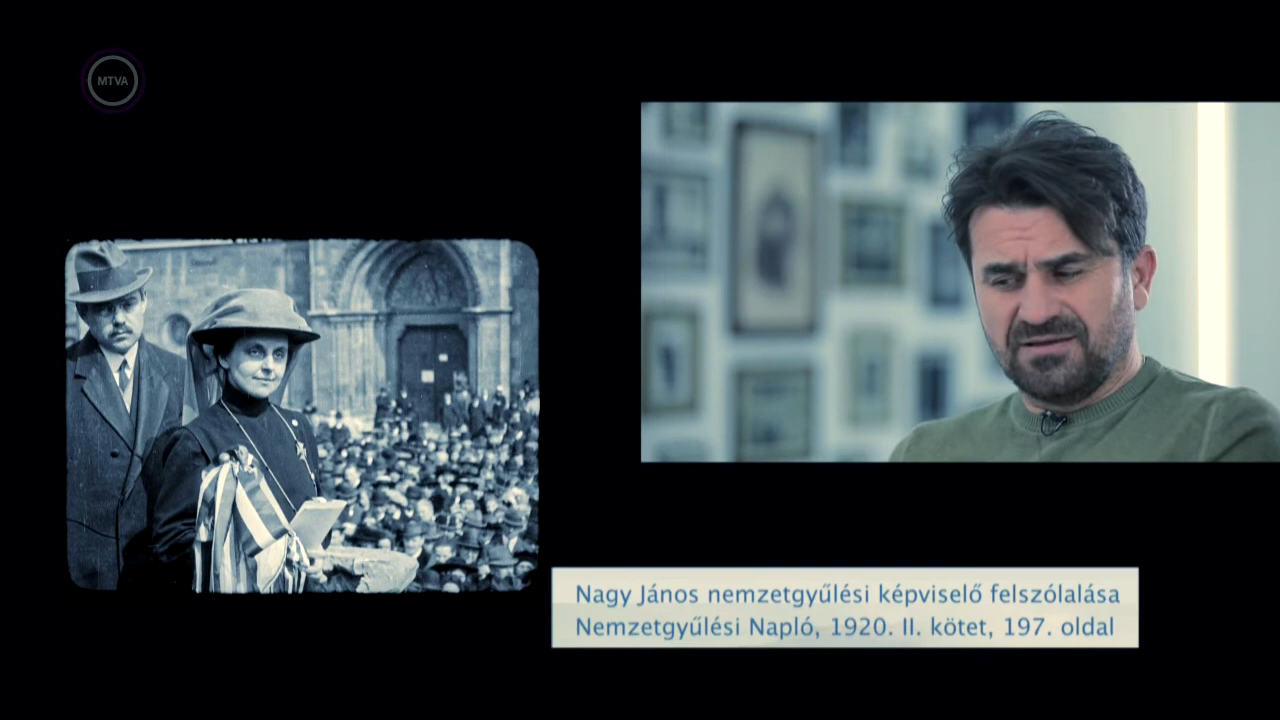 MTVA
Nagy János nemzetgyűlési képviselő felszólalása
Nemzetgyűlési Napló, 1920. II. kötet, 197. oldal